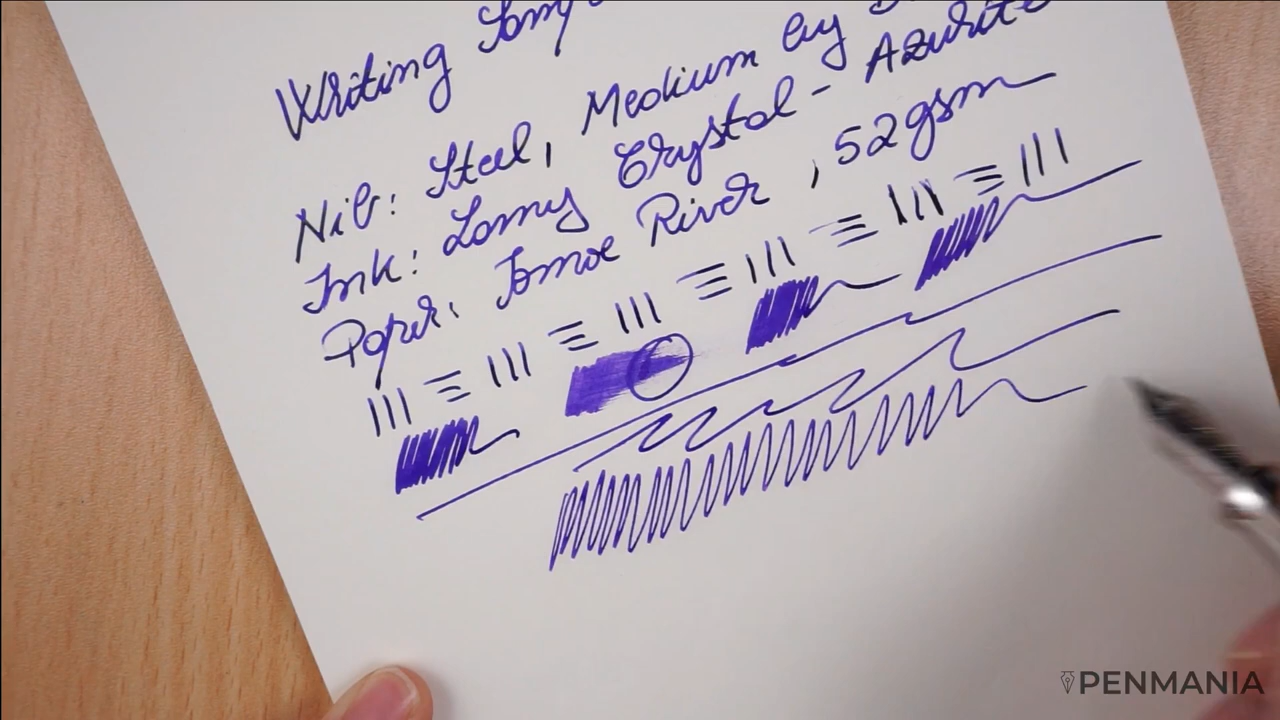 Writing
Nib: Steel, Medium by
Ink: Lamy Crystal - Azurite
Paper: Tomoe River, 52gsm
PENMANIA